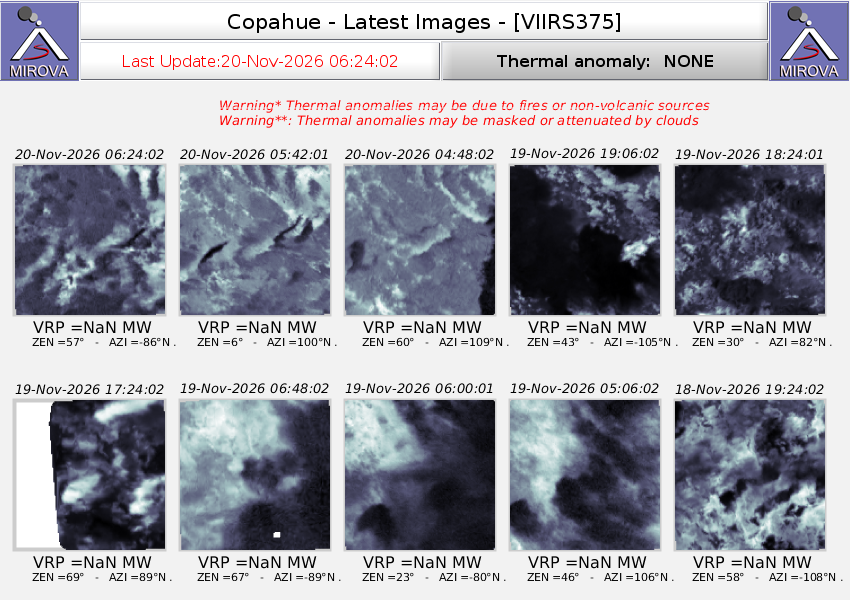 Copahue - Latest Images - [VIIRS375]
MIROVA
Last Update:20-Nov-2026 06:24:02
Thermal anomaly: NONE
MIROVA
Warning* Thermal anomalies may be due to fires or non-volcanic sources
Warning**: Thermal anomalies may be masked or attenuated by clouds
20-Nov-2026 06:24:02 20-Nov-2026 05:42:01 20-Nov-2026 04:48:02 19-Nov-2026 19:06:02 19-Nov-2026 18:24:01
VRP =NaN MW VRP =NaN MW VRP =NaN MW VRP =NaN MW VRP =NaN MW
ZEN =57° - AZI =-86°N . ZEN =6° - AZI =100°N . ZEN =60° - AZI =109°N . ZEN =43° - AZI =-105°N . ZEN =30° - AZI =82°N .
19-Nov-2026 17:24:02 19-Nov-2026 06:48:02 19-Nov-2026 06:00:01 19-Nov-2026 05:06:02 18-Nov-2026 19:24:02
VRP =NaN MW VRP =NaN MW VRP =NaN MW VRP =NaN MW VRP =NaN MW
ZEN =69° - AZI =89°N . ZEN =67° - AZI =-89°N . ZEN =23° - AZI =-80°N . ZEN =46° - AZI =106°N . ZEN =58° - AZI =-108°N .